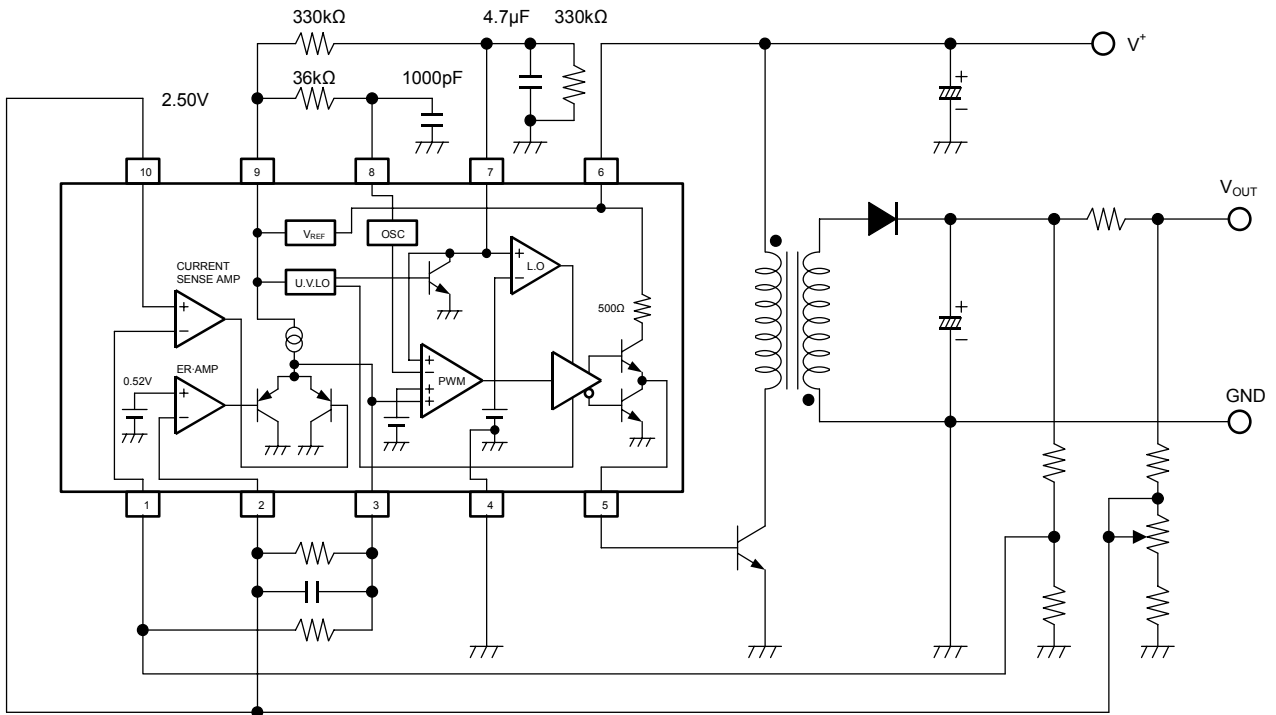 330kΩ
4.7µF
330kΩ
V+
36kΩ
1000pF
2.50V
+
−
10
9
8
7
6
VOUT
VREF
OSC
+
−
L.O
CURRENT
SENSE AMP
U.V.LO
+
−
500Ω
+
−
ER·AMP
0.52V
+
−
+
−
+
+
PWM
GND
1
2
3
4
5